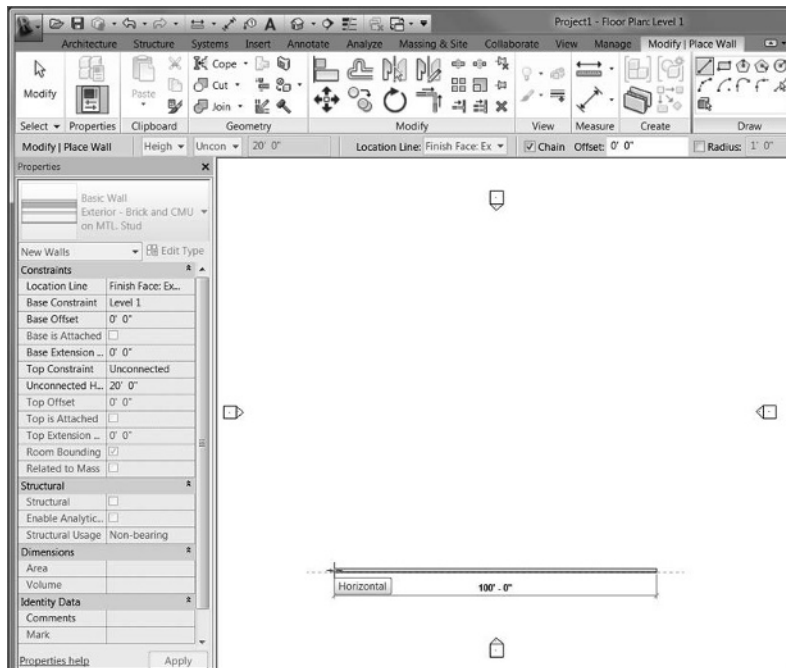 Project1 - Floor Plan: Level 1
Architecture Structure Systems Insert Annotate Analyze Massing & Site Collaborate View Manage Modify | Place Wall
Cope
Cut
Join
Modify
Paste
Select Properties Clipboard Geometry Modify View Measure Create Draw
Modify | Place Wall Heigh Uncon 20' 0" Location Line: Finish Face: Ex Chain Offset: 0' 0" Radius: 1' 0"
Properties
Basic Wall
Exterior - Brick and CMU
on MTL. Stud
New Walls Edit Type
Constraints
Location Line Finish Face: Ex...
Base Constraint Level 1
Base Offset 0' 0"
Base is Attached
Base Extension ... 0' 0"
Top Constraint Unconnected
Unconnected H... 20' 0"
Top Offset 0' 0"
Top is Attached
Top Extension ... 0' 0"
Room Bounding
Related to Mass
Structural
Structural
Enable Analytic...
Structural Usage Non-bearing
Dimensions
Area
Volume
Identity Data
Comments
Mark
Properties help Apply
Horizontal 100' - 0"